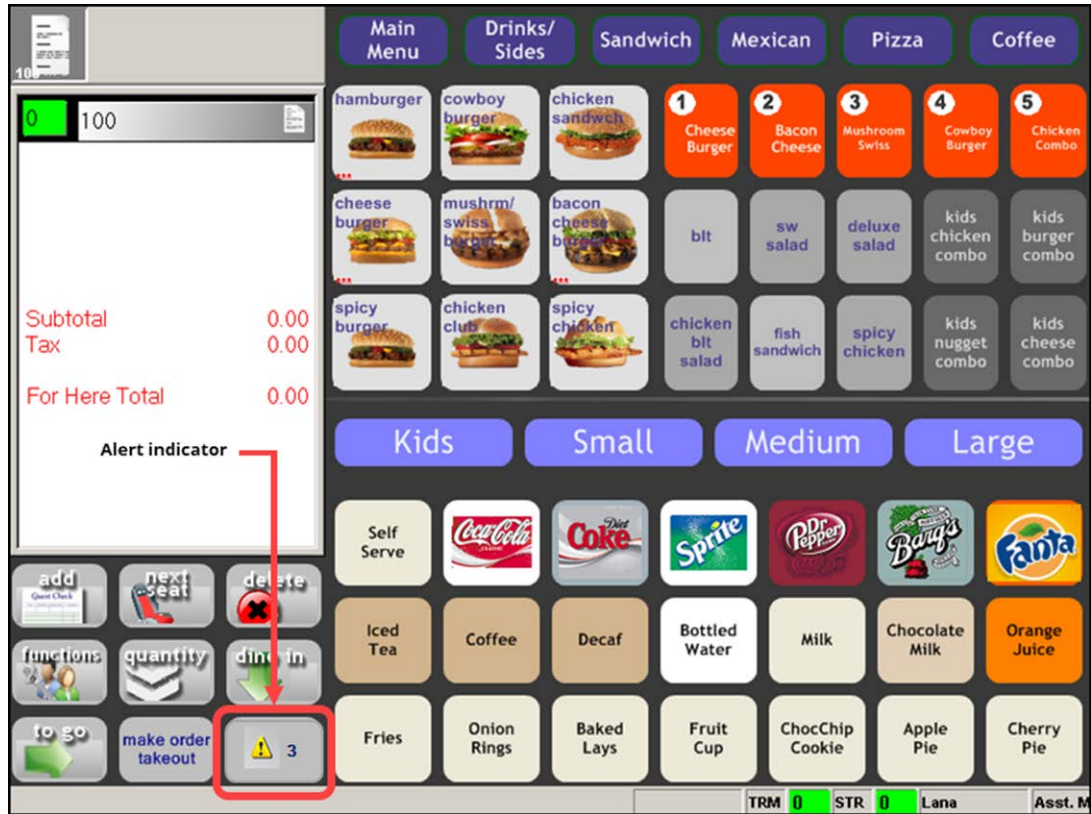 100
0 100
Subtotal 0.00
Tax 0.00
For Here Total 0.00
Alert indicator
add
Guest Check
next
seat
delete
functions
quantity
dine in
to go
make order
takeout
3
Main
Menu
Drinks/
Sides
Sandwich
Mexican
Pizza
Coffee
hamburger
***
cowboy
burger
chicken
sandwch
1
Cheese
Burger
2
Bacon
Cheese
3
Mushroom
Swiss
4
Cowboy
Burger
5
Chicken
Combo
cheese
burger
***
mushrm/
swiss
burger
bacon
cheese
burger
***
blt
sw
salad
deluxe
salad
kids
chicken
combo
kids
burger
combo
spicy
burger
chicken
club
spicy
chicken
chicken
blt
salad
fish
sandwich
spicy
chicken
kids
nugget
combo
kids
cheese
combo
Kids
Small
Medium
Large
Self
Serve
Coca-Cola
CLASSIC
Diet
Coke
Sprite
Dr
Pepper
Barq's
Fanta
Iced
Tea
Coffee
Decaf
Bottled
Water
Milk
Chocolate
Milk
Orange
Juice
Fries
Onion
Rings
Baked
Lays
Fruit
Cup
ChocChip
Cookie
Apple
Pie
Cherry
Pie
TRM 0 STR 0 Lana Asst. M